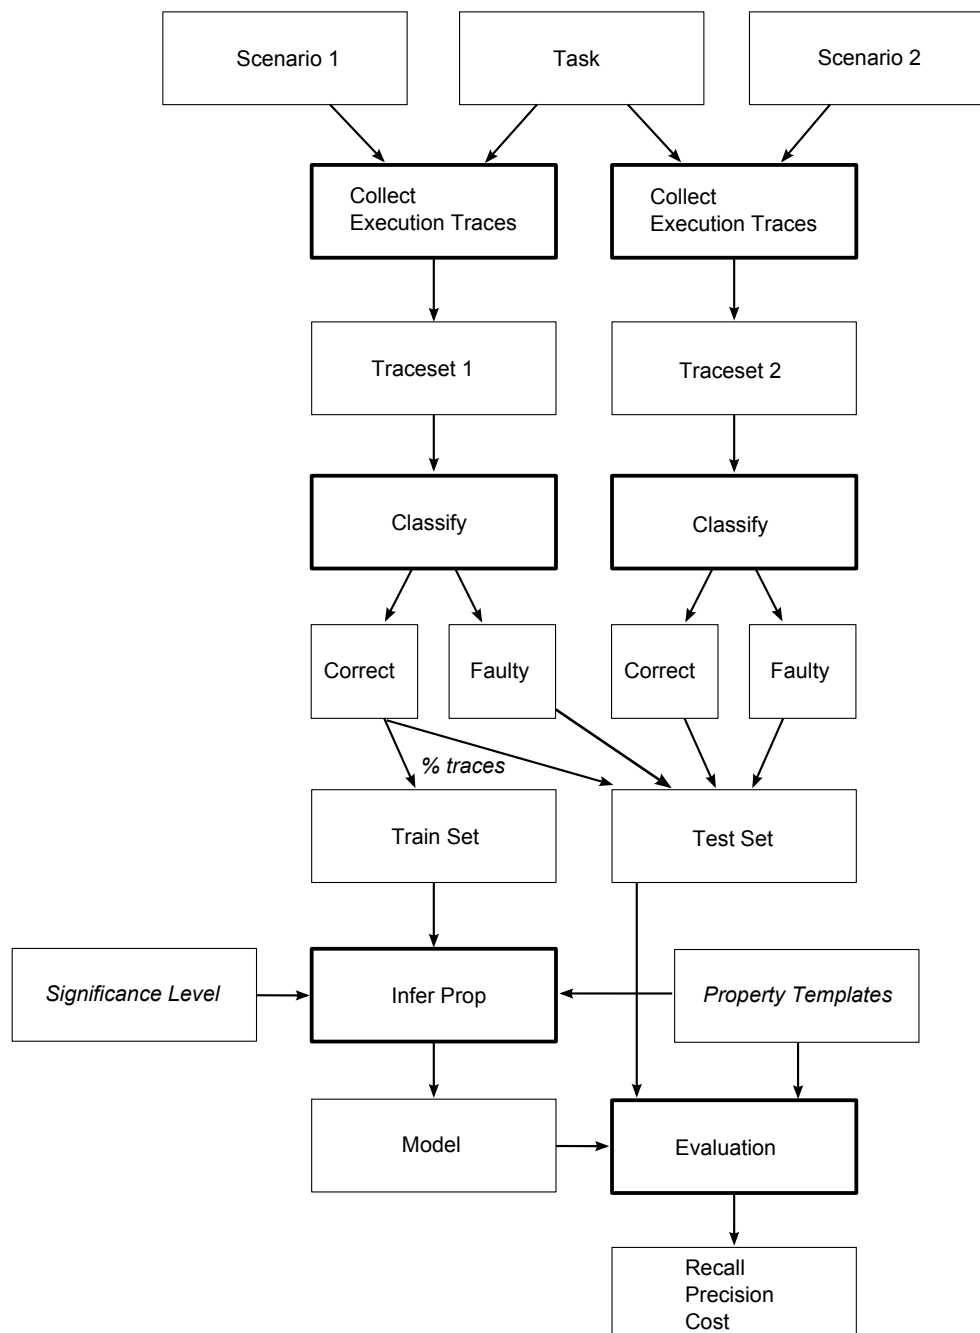 Scenario 1
Task
Scenario 2
Collect
Execution Traces
Collect
Execution Traces
Traceset 1
Traceset 2
Classify
Classify
Correct
Faulty
Correct
Faulty
% traces
Train Set
Test Set
Significance Level
Infer Prop
Property Templates
Model
Evaluation
Recall
Precision
Cost